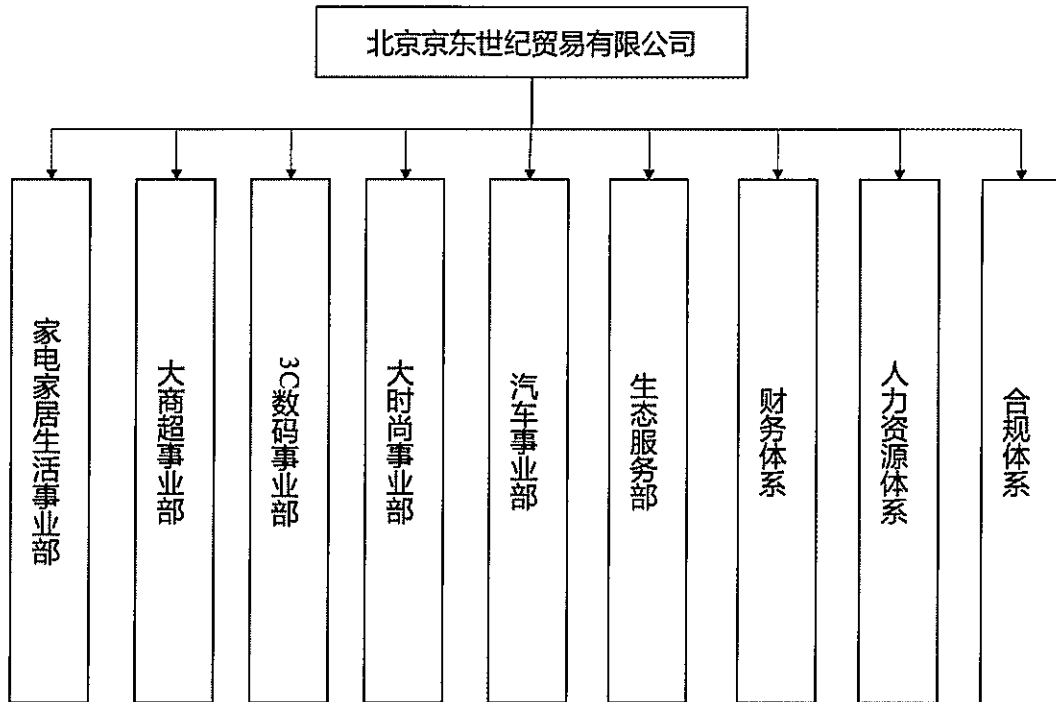 北京京东世纪贸易有限公司
家电家居生活事业部
大商超事业部
3C数码事业部
大时尚事业部
汽车事业部
生态服务部
财务体系
人力资源体系
合规体系